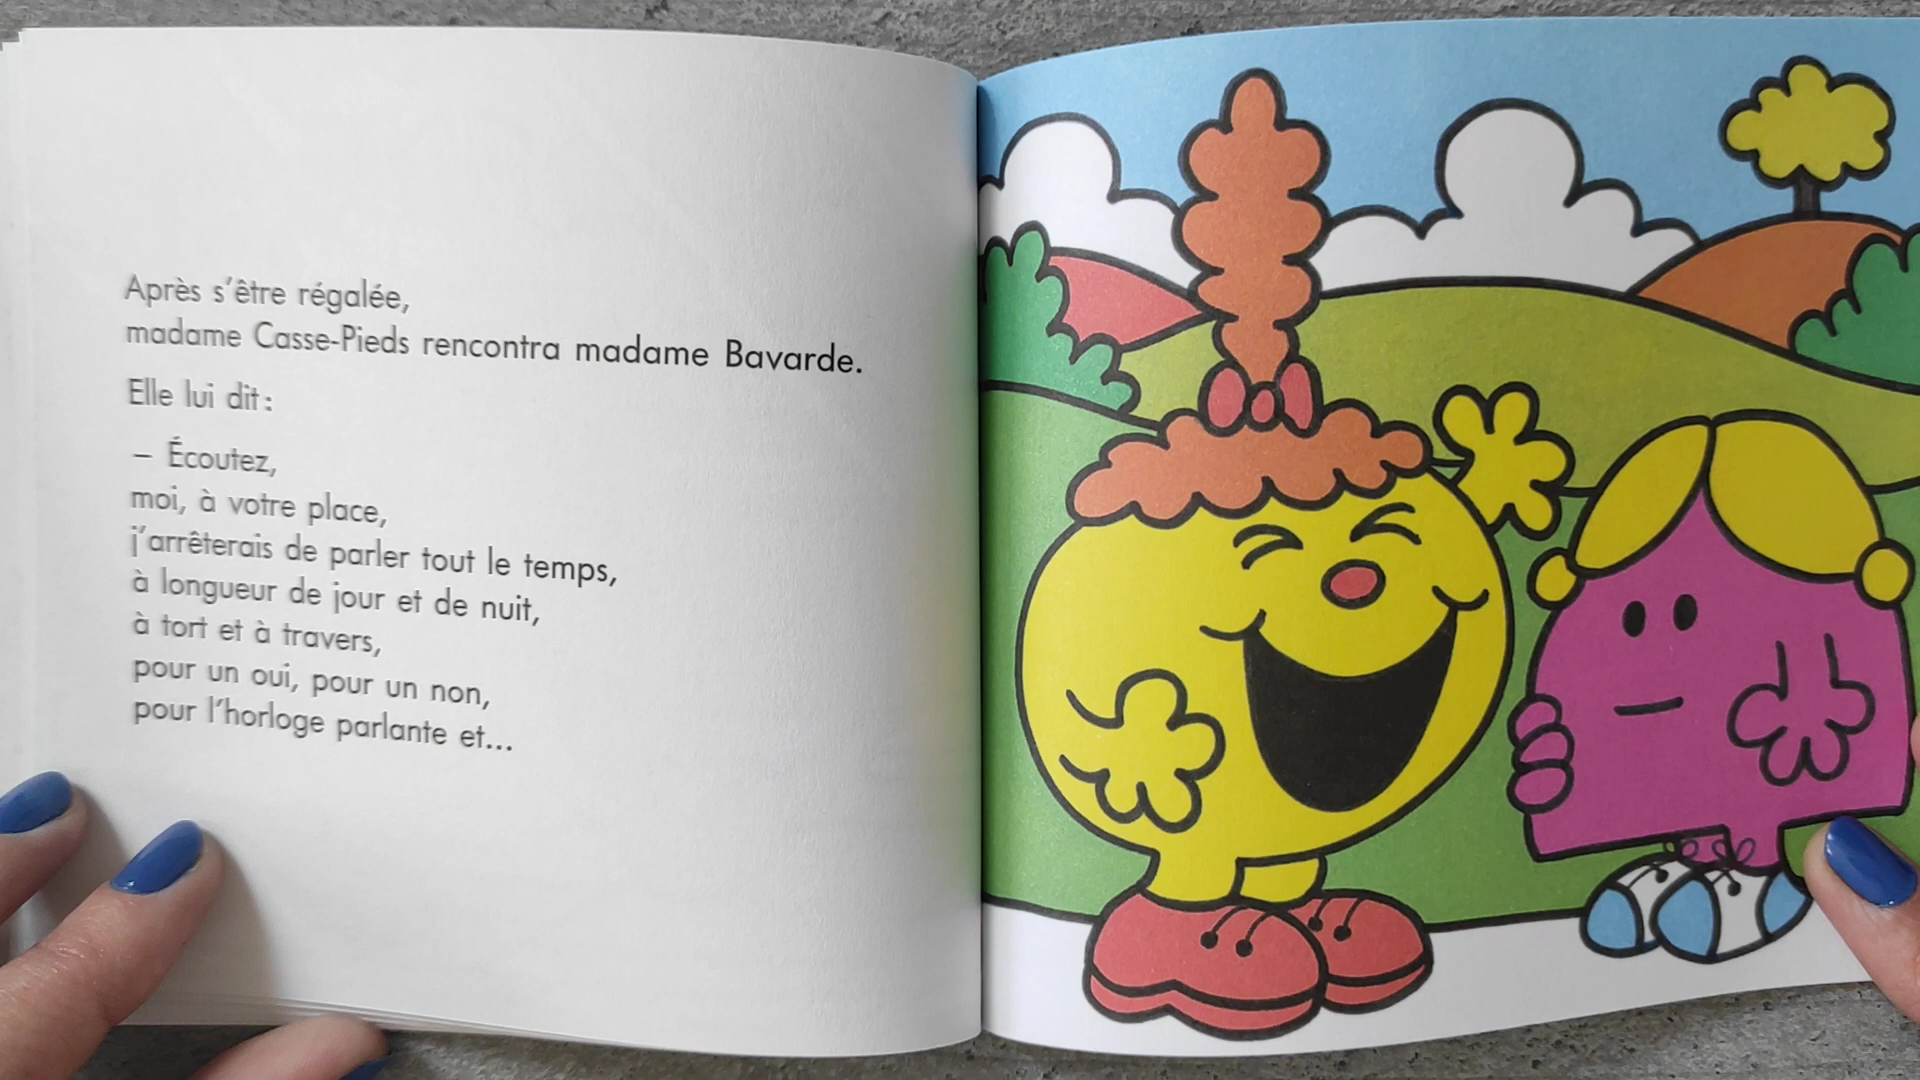 Après s'être régalée,
madame Casse-Pieds rencontra madame Bavarde.
Elle lui dit :
– Écoutez,
moi, à votre place,
j'arrêterais de parler tout le temps,
à longueur de jour et de nuit,
à tort et à travers,
pour un oui, pour un non,
pour l'horloge parlante et...